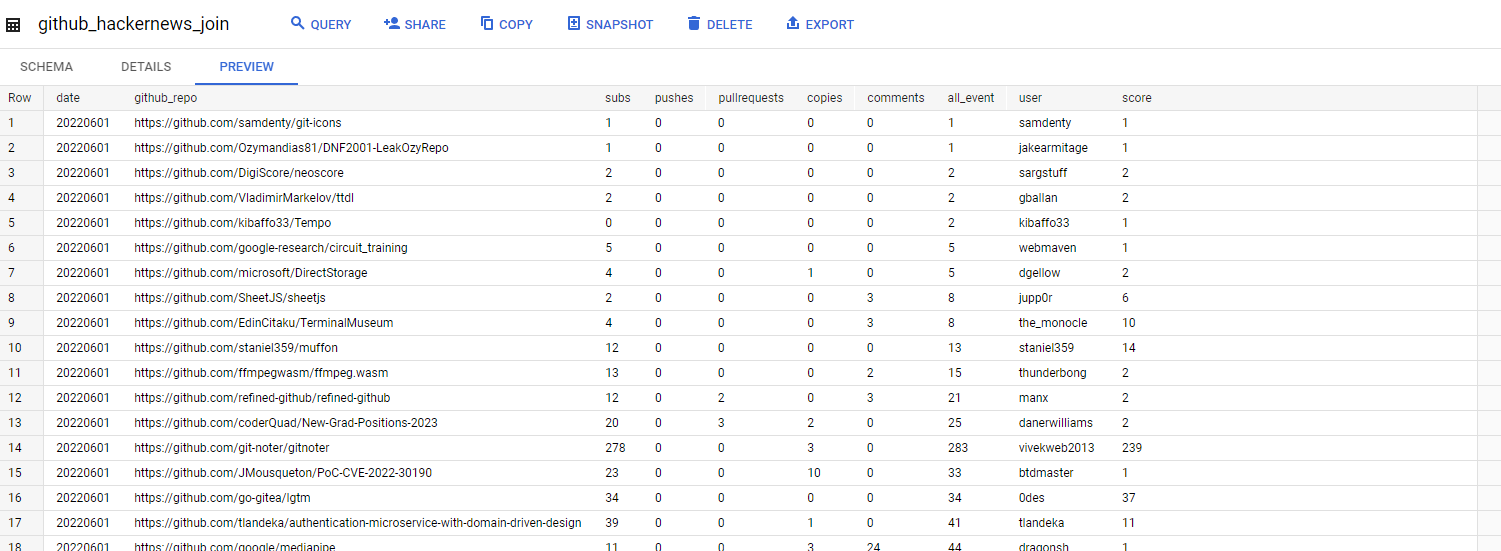 github_hackernews_join QUERY SHARE COPY SNAPSHOT DELETE EXPORT
SCHEMA DETAILS PREVIEW
Row date github_repo subs pushes pullrequests copies comments all_event user score
1 20220601 https://github.com/samdenty/git-icons 1 0 0 0 0 1 samdenty 1
2 20220601 https://github.com/Ozymandias81/DNF2001-LeakOzyRepo 1 0 0 0 0 1 jakearmitage 1
3 20220601 https://github.com/DigiScore/neoscore 2 0 0 0 0 2 sargstuff 2
4 20220601 https://github.com/VladimirMarkelov/ttdl 2 0 0 0 0 2 gballan 2
5 20220601 https://github.com/kibaffo33/Tempo 0 0 0 0 0 2 kibaffo33 1
6 20220601 https://github.com/google-research/circuit_training 5 0 0 0 0 5 webmaven 1
7 20220601 https://github.com/microsoft/DirectStorage 4 0 0 1 0 5 dgellow 2
8 20220601 https://github.com/SheetJS/sheetjs 2 0 0 0 3 8 jupp0r 6
9 20220601 https://github.com/EdinCitaku/TerminalMuseum 4 0 0 0 3 8 the_monocle 10
10 20220601 https://github.com/staniel359/muffon 12 0 0 0 0 13 staniel359 14
11 20220601 https://github.com/ffmpegwasm/ffmpeg.wasm 13 0 0 0 2 15 thunderbong 2
12 20220601 https://github.com/refined-github/refined-github 12 0 2 0 3 21 manx 2
13 20220601 https://github.com/coderQuad/New-Grad-Positions-2023 20 0 3 2 0 25 danerwilliams 2
14 20220601 https://github.com/git-noter/gitnoter 278 0 0 3 0 283 vivekweb2013 239
15 20220601 https://github.com/JMousqueton/PoC-CVE-2022-30190 23 0 0 10 0 33 btdmaster 1
16 20220601 https://github.com/go-gitea/lgtm 34 0 0 0 0 34 0des 37
17 20220601 https://github.com/tlandeka/authentication-microservice-with-domain-driven-design 39 0 0 1 0 41 tlandeka 11
18 20220601 https://github.com/google/mediapipe 11 0 0 3 24 44 dragonsh 1